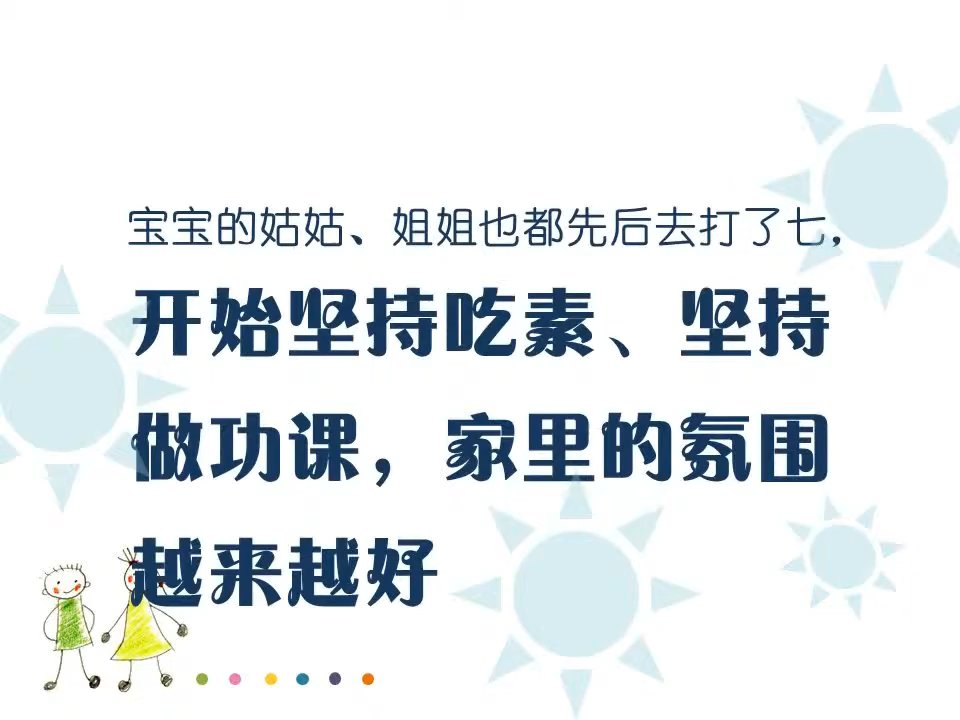 宝宝的姑姑、姐姐也都先后去打了七，
开始坚持吃素、坚持
做功课，家里的氛围
越来越好